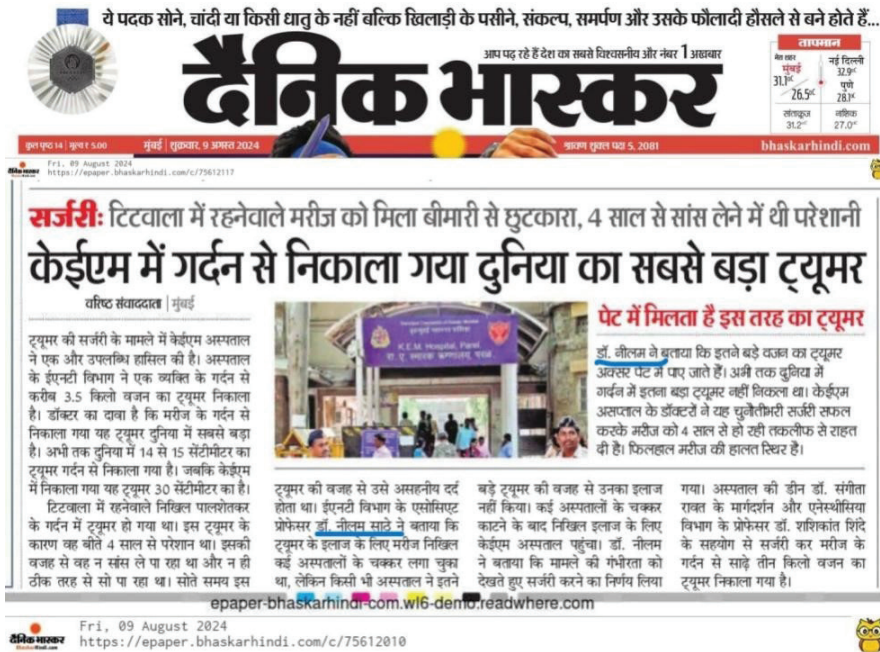 ये पदक सोने, चांदी या किसी धातु के नहीं बल्कि खिलाड़ी के पसीने, संकल्प, समर्पण और उसके फौलादी हौसले से बने होते हैं...
आप पढ़ रहे हैं देश का सबसे विश्वसनीय और नंबर 1 अखबार
दैनिक भास्कर
तापमान
मुंबई
31.1°C
26.5°C
नई दिल्ली
32.9°C
पुणे
28.1°C
सांताक्रूज
31.2°C
नाशिक
27.0°C
कुल पृष्ठ 14 | मूल्य ₹ 5.00
मुंबई | शुक्रवार, 9 अगस्त 2024
श्रावण शुक्ल पक्ष 5, 2081
bhaskarhindi.com
दैनिक भास्कर
Fri, 09 August 2024
https://epaper.bhaskarhindi.com/c/75612117
सर्जरी: टिटवाला में रहनेवाले मरीज को मिला बीमारी से छुटकारा, 4 साल से सांस लेने में थी परेशानी
केईएम में गर्दन से निकाला गया दुनिया का सबसे बड़ा ट्यूमर
वरिष्ठ संवाददाता | मुंबई
ट्यूमर की सर्जरी के मामले में केईएम अस्पताल
ने एक और उपलब्धि हासिल की है। अस्पताल
के ईएनटी विभाग ने एक व्यक्ति के गर्दन से
करीब 3.5 किलो वजन का ट्यूमर निकाला
है। डॉक्टर का दावा है कि मरीज के गर्दन से
निकाला गया यह ट्यूमर दुनिया में सबसे बड़ा
है। अभी तक दुनिया में 14 से 15 सेंटीमीटर का
ट्यूमर गर्दन से निकाला गया है। जबकि केईएम
में निकाला गया यह ट्यूमर 30 सेंटीमीटर का है।
टिटवाला में रहनेवाले निखिल पालशेतकर
के गर्दन में ट्यूमर हो गया था। इस ट्यूमर के
कारण वह बीते 4 साल से परेशान था। इसकी
वजह से वह न सांस ले पा रहा था और न ही
ठीक तरह से सो पा रहा था। सोते समय इस
K.E.M. Hospital, Parel.
रा. ए. स्मारक रुग्णालय परळ
ट्यूमर की वजह से उसे असहनीय दर्द
होता था। ईएनटी विभाग के एसोसिएट
प्रोफेसर डॉ. नीलम साठे ने बताया कि
ट्यूमर के इलाज के लिए मरीज निखिल
कई अस्पतालों के चक्कर लगा चुका
था, लेकिन किसी भी अस्पताल ने इतने
बड़े ट्यूमर की वजह से उनका इलाज
नहीं किया। कई अस्पतालों के चक्कर
काटने के बाद निखिल इलाज के लिए
केईएम अस्पताल पहुंचा। डॉ. नीलम
ने बताया कि मामले की गंभीरता को
देखते हुए सर्जरी करने का निर्णय लिया
पेट में मिलता है इस तरह का ट्यूमर
डॉ. नीलम ने बताया कि इतने बड़े वजन का ट्यूमर
अक्सर पेट में पाए जाते हैं। अभी तक दुनिया में
गर्दन में इतना बड़ा ट्यूमर नहीं निकला था। केईएम
असप्ताल के डॉक्टरों ने यह चुनौतीभरी सर्जरी सफल
करके मरीज को 4 साल से हो रही तकलीफ से राहत
दी है। फिलहाल मरीज की हालत स्थिर है।
गया। अस्पताल की डीन डॉ. संगीता
रावत के मार्गदर्शन और एनेस्थीसिया
विभाग के प्रोफेसर डॉ. शशिकांत शिंदे
के सहयोग से सर्जरी कर मरीज के
गर्दन से साढ़े तीन किलो वजन का
ट्यूमर निकाला गया है।
epaper-bhaskarhindi-com.wl6-demo.readwhere.com
दैनिक भास्कर
Fri, 09 August 2024
https://epaper.bhaskarhindi.com/c/75612010